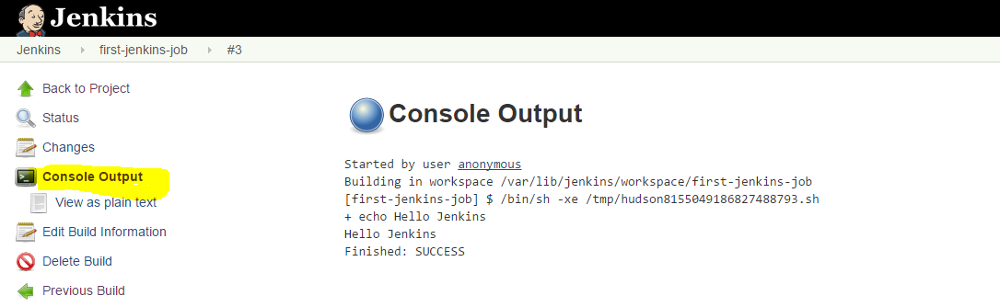 Jenkins
Jenkins first-jenkins-job #3
Back to Project
Status
Changes
Console Output
View as plain text
Edit Build Information
Delete Build
Previous Build
Console Output
Started by user anonymous
Building in workspace /var/lib/jenkins/workspace/first-jenkins-job
[first-jenkins-job] $ /bin/sh -xe /tmp/hudson8155049186827488793.sh
+ echo Hello Jenkins
Hello Jenkins
Finished: SUCCESS